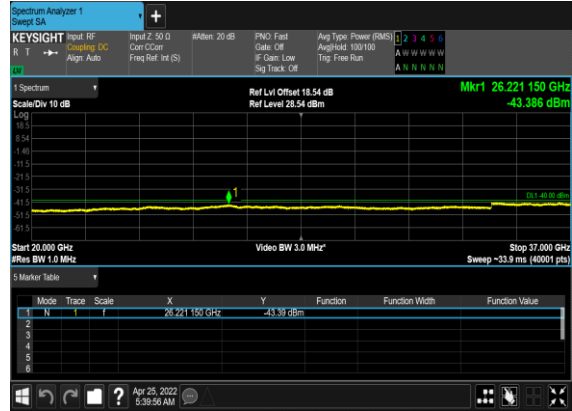 Spectrum Analyzer 1
Swept SA
+
KEYSIGHT Input: RF Input Z: 50 Ω #Atten: 20 dB PNO: Fast Avg Type: Power (RMS) 1 2 3 4 5 6
R T Coupling: DC Corr CCorr Gate: Off Avg|Hold: 100/100 A W W W W W
Align: Auto Freq Ref: Int (S) IF Gain: Low Trig: Free Run
LW Sig Track: Off A N N N N N
1 Spectrum Ref Lvl Offset 18.54 dB Mkr1 26.221 150 GHz
Scale/Div 10 dB Ref Level 28.54 dBm -43.386 dBm
Log
18.5
8.54
-1.46
-11.5
-21.5
-31.5 1
DL1 -40.00 dBm
-41.5
-51.5
-61.5
Start 20.000 GHz Video BW 3.0 MHz* Stop 37.000 GHz
#Res BW 1.0 MHz Sweep ~33.9 ms (40001 pts)
5 Marker Table
Mode Trace Scale X Y Function Function Width Function Value
1 N 1 f 26.221 150 GHz -43.39 dBm
2
3
4
5
6
? Apr 25, 2022
5:39:56 AM